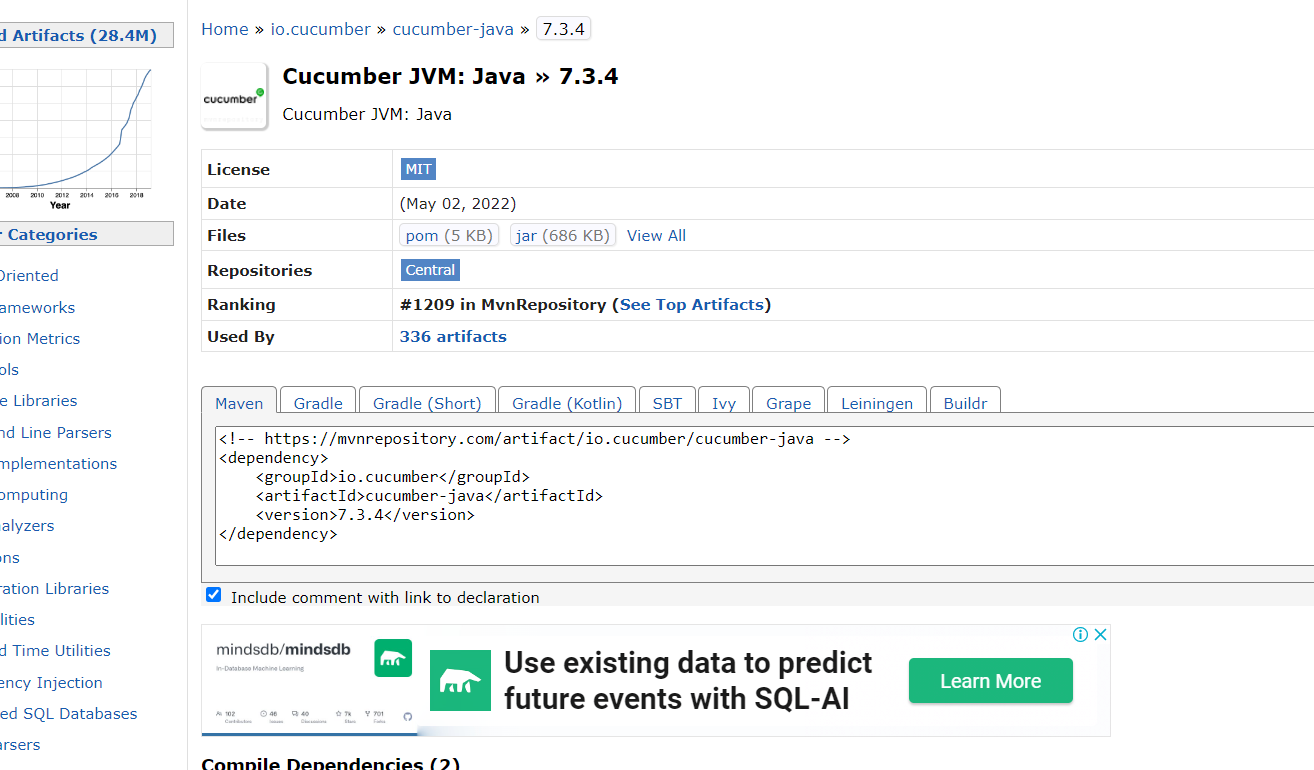 d Artifacts (28.4M)
2008 2010 2012 2014 2016 2018
Year
r Categories
Oriented
ameworks
ion Metrics
ols
e Libraries
nd Line Parsers
mplementations
omputing
nalyzers
ons
ration Libraries
lities
d Time Utilities
ency Injection
ed SQL Databases
arsers
Home » io.cucumber » cucumber-java » 7.3.4
cucumber
Cucumber JVM: Java » 7.3.4
Cucumber JVM: Java
License MIT
Date (May 02, 2022)
Files pom (5 KB) jar (686 KB) View All
Repositories Central
Ranking #1209 in MvnRepository (See Top Artifacts)
Used By 336 artifacts
Maven Gradle Gradle (Short) Gradle (Kotlin) SBT Ivy Grape Leiningen Buildr
<!-- https://mvnrepository.com/artifact/io.cucumber/cucumber-java -->
<dependency>
    <groupId>io.cucumber</groupId>
    <artifactId>cucumber-java</artifactId>
    <version>7.3.4</version>
</dependency>
Include comment with link to declaration
mindsdb/mindsdb
In-Database Machine Learning
102 46 40 7k 701
Contributors Issues Discussions Stars Forks
Use existing data to predict
future events with SQL-AI
Learn More
Compile Dependencies (2)